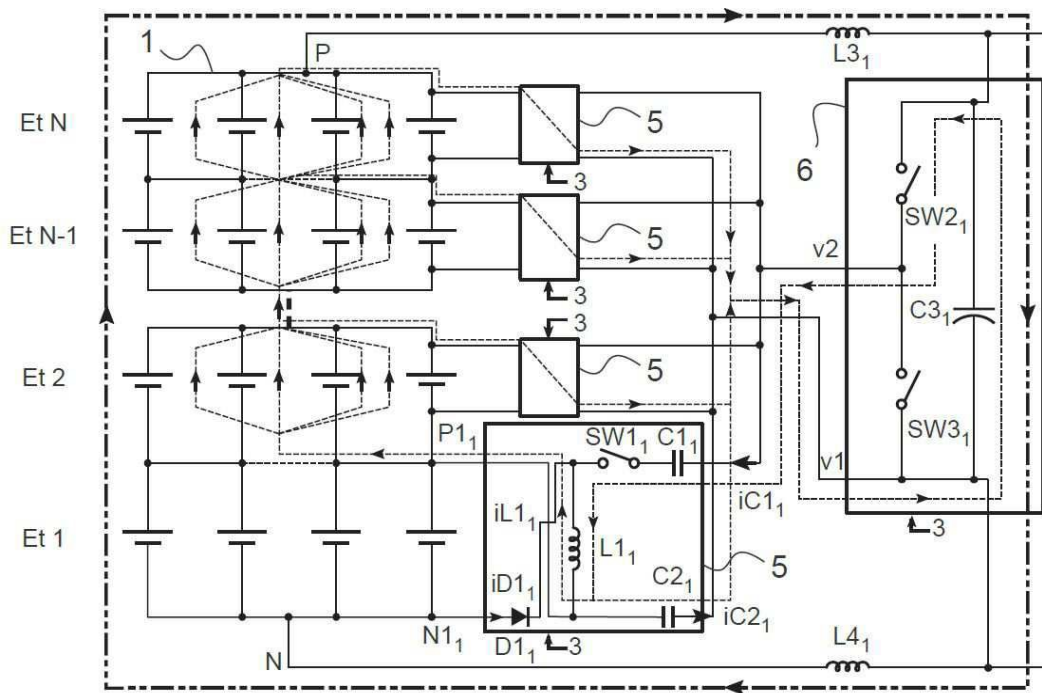 1
P
L3₁
Et N
5
6
3
SW2₁
Et N-1
5
v2
3
C3₁
3
Et 2
5
P1₁
SW1₁
C1₁
SW3₁
v1
iC1₁
iL1₁
3
Et 1
L1₁
C2₁
5
iD1₁
iC2₁
N1₁
D1₁
3
N
L4₁